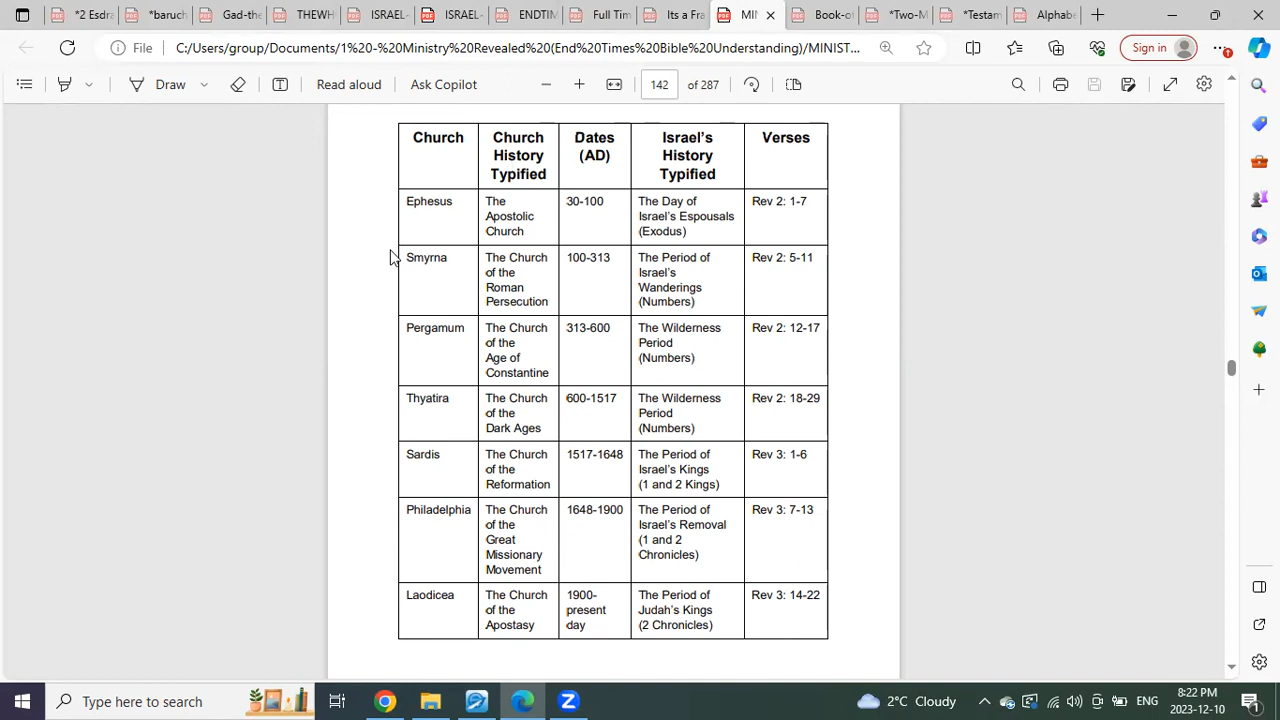 *2 Esdra
*baruch
Gad-the
THEWH
ISRAEL-
ISRAEL-
ENDTIM
Full Tim
Its a Fra
MIN
Book-of
*Two-M
*Testam
Alphabe
File
C:/Users/group/Documents/1%20-%20Ministry%20Revealed%20(End%20Times%20Bible%20Understanding)/MINIST...
Sign in
Draw
Read aloud
Ask Copilot
142 of 287
Church
Church History Typified
Dates (AD)
Israel's History Typified
Verses
Ephesus
The Apostolic Church
30-100
The Day of Israel's Espousals (Exodus)
Rev 2: 1-7
Smyrna
The Church of the Roman Persecution
100-313
The Period of Israel's Wanderings (Numbers)
Rev 2: 5-11
Pergamum
The Church of the Age of Constantine
313-600
The Wilderness Period (Numbers)
Rev 2: 12-17
Thyatira
The Church of the Dark Ages
600-1517
The Wilderness Period (Numbers)
Rev 2: 18-29
Sardis
The Church of the Reformation
1517-1648
The Period of Israel's Kings (1 and 2 Kings)
Rev 3: 1-6
Philadelphia
The Church of the Great Missionary Movement
1648-1900
The Period of Israel's Removal (1 and 2 Chronicles)
Rev 3: 7-13
Laodicea
The Church of the Apostasy
1900- present day
The Period of Judah's Kings (2 Chronicles)
Rev 3: 14-22
Type here to search
2°C Cloudy
ENG
8:22 PM
2023-12-10